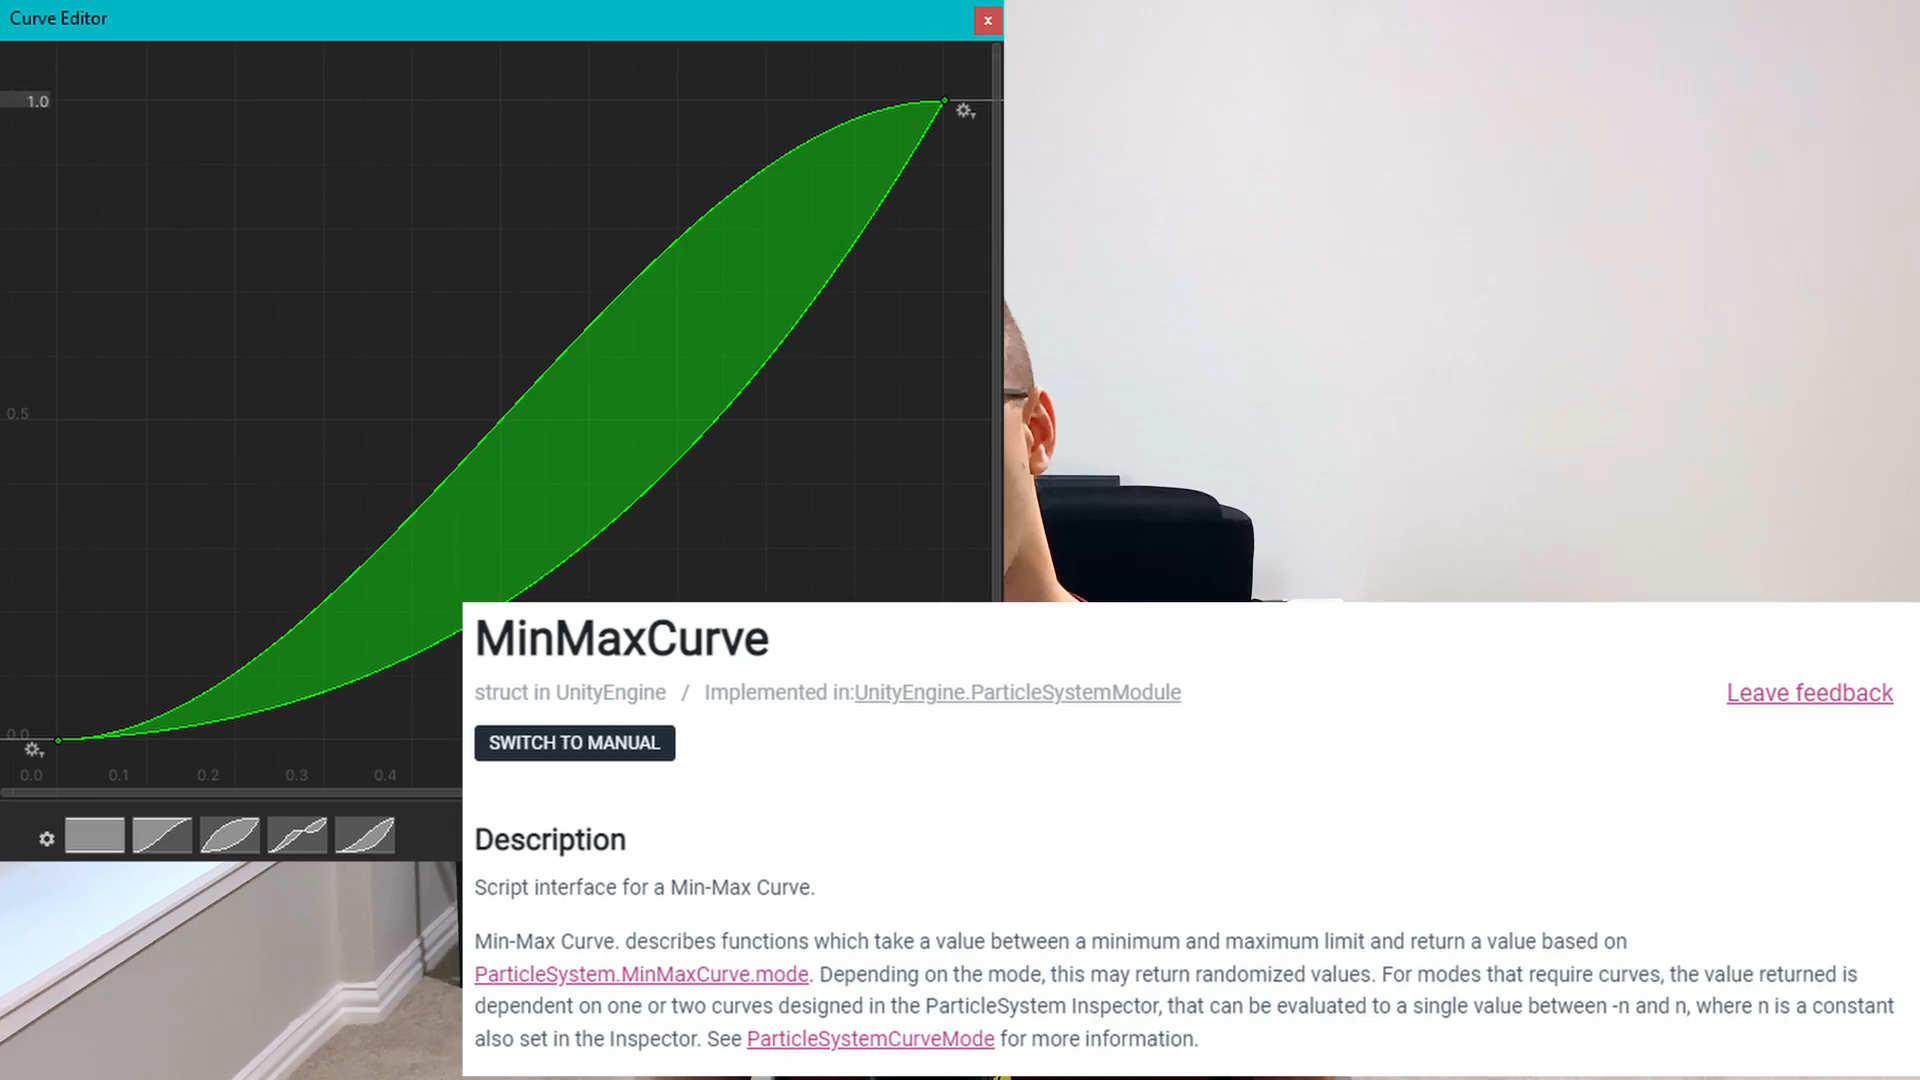 Curve Editor
x
1.0
0.5
0.0
0.0 0.1 0.2 0.3 0.4
MinMaxCurve
struct in UnityEngine / Implemented in:UnityEngine.ParticleSystemModule
Leave feedback
SWITCH TO MANUAL
Description
Script interface for a Min-Max Curve.
Min-Max Curve. describes functions which take a value between a minimum and maximum limit and return a value based on
ParticleSystem.MinMaxCurve.mode. Depending on the mode, this may return randomized values. For modes that require curves, the value returned is
dependent on one or two curves designed in the ParticleSystem Inspector, that can be evaluated to a single value between -n and n, where n is a constant
also set in the Inspector. See ParticleSystemCurveMode for more information.